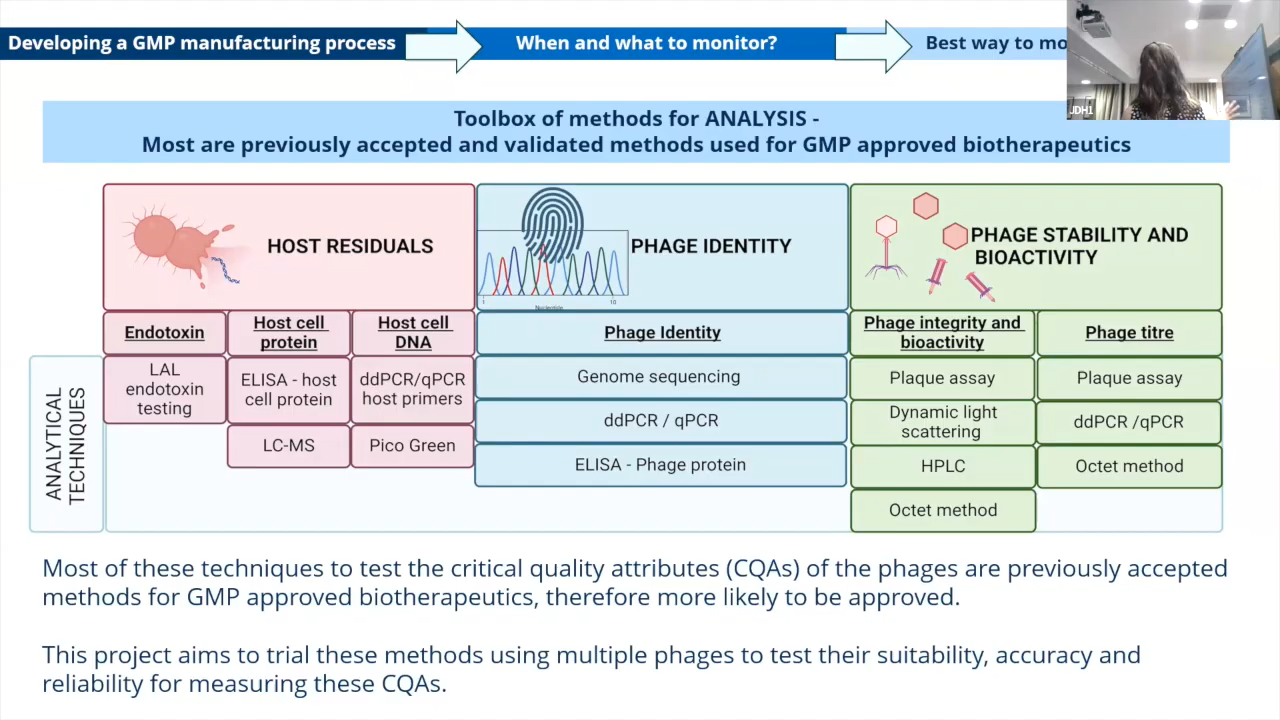 Developing a GMP manufacturing process
When and what to monitor?
Best way to mo
JDH1
Toolbox of methods for ANALYSIS -
Most are previously accepted and validated methods used for GMP approved biotherapeutics
HOST RESIDUALS
PHAGE IDENTITY
1
10
Nucleotide
PHAGE STABILITY AND
BIOACTIVITY
Endotoxin
Host cell
protein
Host cell
DNA
Phage Identity
Phage integrity and
bioactivity
Phage titre
ANALYTICAL
TECHNIQUES
LAL
endotoxin
testing
ELISA - host
cell protein
LC-MS
ddPCR/qPCR
host primers
Pico Green
Genome sequencing
ddPCR / qPCR
ELISA - Phage protein
Plaque assay
Dynamic light
scattering
HPLC
Octet method
Plaque assay
ddPCR /qPCR
Octet method
Most of these techniques to test the critical quality attributes (CQAs) of the phages are previously accepted
methods for GMP approved biotherapeutics, therefore more likely to be approved.
This project aims to trial these methods using multiple phages to test their suitability, accuracy and
reliability for measuring these CQAs.